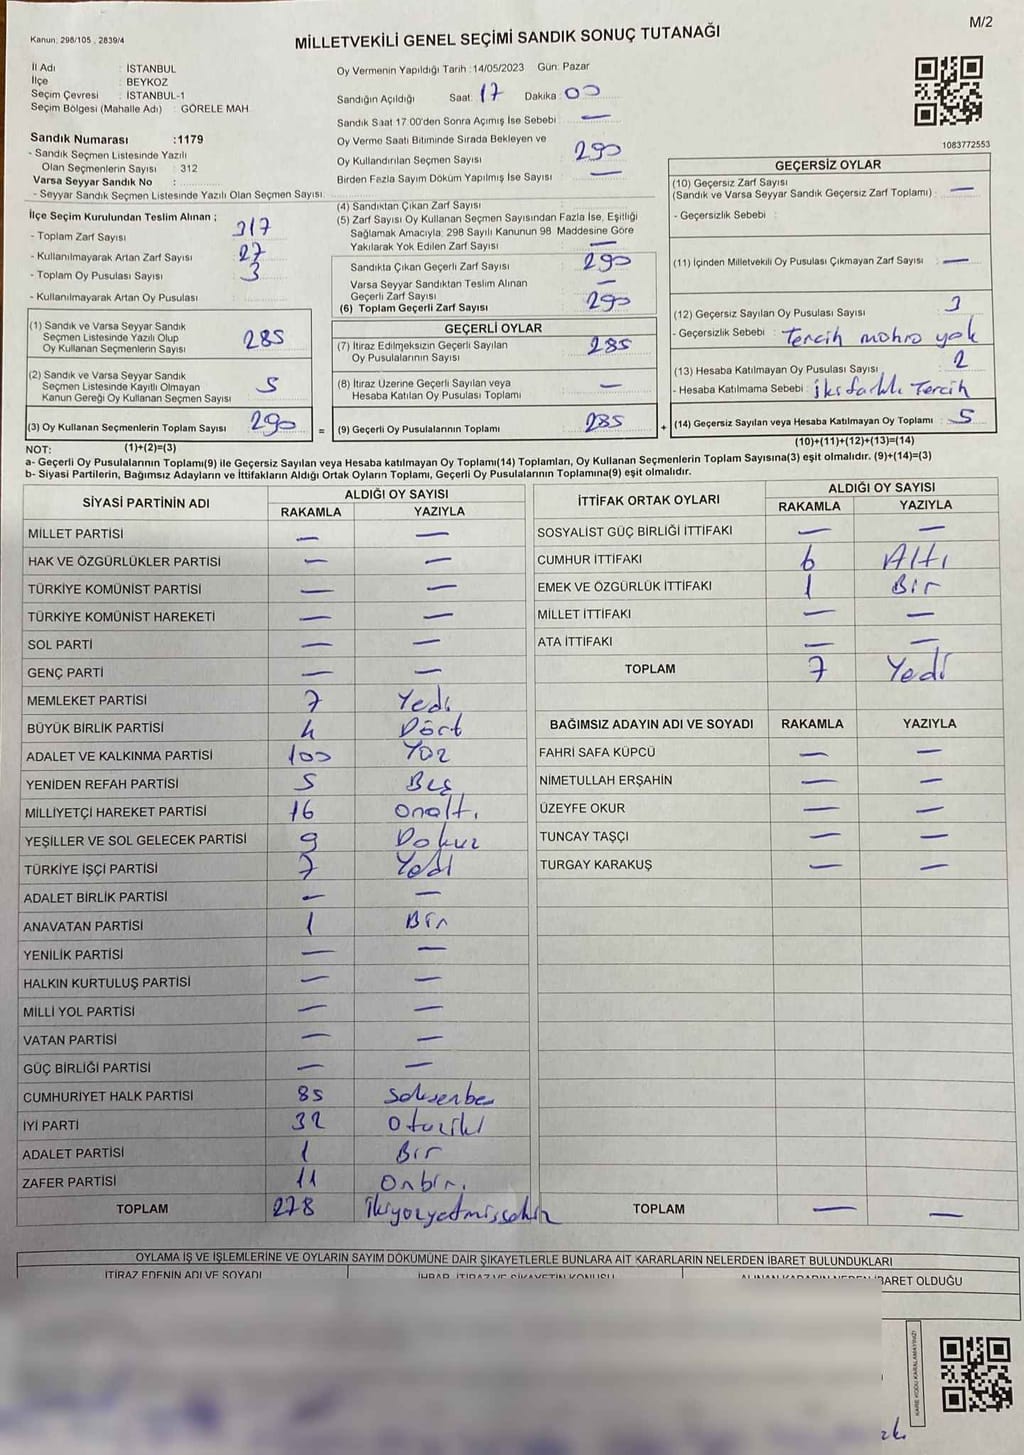 M/2
Kanun: 298/105 , 2839/4
MİLLETVEKİLİ GENEL SEÇİMİ SANDIK SONUÇ TUTANAĞI
İl Adı : İSTANBUL
İlçe : BEYKOZ
Seçim Çevresi : İSTANBUL-1
Seçim Bölgesi (Mahalle Adı) : GÖRELE MAH.
Sandık Numarası :1179
- Sandık Seçmen Listesinde Yazılı
Olan Seçmenlerin Sayısı : 312
Varsa Seyyar Sandık No :
- Seyyar Sandık Seçmen Listesinde Yazılı Olan Seçmen Sayısı:
Oy Vermenin Yapıldığı Tarih :14/05/2023 Gün: Pazar
Sandığın Açıldığı Saat: 17 Dakika: 00
Sandık Saat 17.00'den Sonra Açımış İse Sebebi : —
Oy Verme Saati Bitiminde Sırada Bekleyen ve
Oy Kullandırılan Seçmen Sayısı : 290
Birden Fazla Sayım Döküm Yapılmış İse Sayısı : —
1083772553
İlçe Seçim Kurulundan Teslim Alınan ;
- Toplam Zarf Sayısı : 317
- Kullanılmayarak Artan Zarf Sayısı : 27
- Toplam Oy Pusulası Sayısı : 3
- Kullanılmayarak Artan Oy Pusulası :
(4) Sandıktan Çıkan Zarf Sayısı :
(5) Zarf Sayısı Oy Kullanan Seçmen Sayısından Fazla İse, Eşitliği
Sağlamak Amacıyla; 298 Sayılı Kanunun 98 Maddesine Göre
Yakılarak Yok Edilen Zarf Sayısı : —
Sandıkta Çıkan Geçerli Zarf Sayısı : 290
Varsa Seyyar Sandıktan Teslim Alınan
Geçerli Zarf Sayısı : —
(6) Toplam Geçerli Zarf Sayısı : 290
GEÇERSİZ OYLAR
(10) Geçersiz Zarf Sayısı
(Sandık ve Varsa Seyyar Sandık Geçersiz Zarf Toplamı) : —
- Geçersizlik Sebebi :
(11) İçinden Milletvekili Oy Pusulası Çıkmayan Zarf Sayısı : —
(12) Geçersiz Sayılan Oy Pusulası Sayısı : 3
- Geçersizlik Sebebi : Tercih mührü yok
(13) Hesaba Katılmayan Oy Pusulası Sayısı : 2
- Hesaba Katılmama Sebebi : iki farklı Tercih
(14) Geçersiz Sayılan veya Hesaba Katılmayan Oy Toplamı : 5
(10)+(11)+(12)+(13)=(14)
(1) Sandık ve Varsa Seyyar Sandık
Seçmen Listesinde Yazılı Olup
Oy Kullanan Seçmenlerin Sayısı : 285
(2) Sandık ve Varsa Seyyar Sandık
Seçmen Listesinde Kayıtlı Olmayan
Kanun Gereği Oy Kullanan Seçmen Sayısı : 5
(3) Oy Kullanan Seçmenlerin Toplam Sayısı : 290 =
GEÇERLİ OYLAR
(7) İtiraz Edilmeksizin Geçerli Sayılan
Oy Pusulalarının Sayısı : 285
(8) İtiraz Üzerine Geçerli Sayılan veya
Hesaba Katılan Oy Pusulası Toplamı : —
(9) Geçerli Oy Pusulalarının Toplamı : 285 +
NOT: (1)+(2)=(3)
a- Geçerli Oy Pusulalarının Toplamı(9) ile Geçersiz Sayılan veya Hesaba katılmayan Oy Toplamı(14) Toplamları, Oy Kullanan Seçmenlerin Toplam Sayısına(3) eşit olmalıdır. (9)+(14)=(3)
b- Siyasi Partilerin, Bağımsız Adayların ve İttifakların Aldığı Ortak Oyların Toplamı, Geçerli Oy Pusulalarının Toplamına(9) eşit olmalıdır.
SİYASİ PARTİNİN ADI ALDIĞI OY SAYISI
RAKAMLA YAZIYLA
MİLLET PARTİSİ — —
HAK VE ÖZGÜRLÜKLER PARTİSİ — —
TÜRKİYE KOMÜNİST PARTİSİ — —
TÜRKİYE KOMÜNİST HAREKETİ — —
SOL PARTİ — —
GENÇ PARTİ — —
MEMLEKET PARTİSİ 7 Yedi
BÜYÜK BİRLİK PARTİSİ 4 Dört
ADALET VE KALKINMA PARTİSİ 100 Yüz
YENİDEN REFAH PARTİSİ 5 Beş
MİLLİYETÇİ HAREKET PARTİSİ 16 onaltı
YEŞİLLER VE SOL GELECEK PARTİSİ 9 Dokuz
TÜRKİYE İŞÇİ PARTİSİ 7 Yedi
ADALET BİRLİK PARTİSİ — —
ANAVATAN PARTİSİ 1 Bir
YENİLİK PARTİSİ — —
HALKIN KURTULUŞ PARTİSİ — —
MİLLİ YOL PARTİSİ — —
VATAN PARTİSİ — —
GÜÇ BİRLİĞİ PARTİSİ — —
CUMHURİYET HALK PARTİSİ 85 Seksenbeş
İYİ PARTİ 32 Otuziki
ADALET PARTİSİ 1 Bir
ZAFER PARTİSİ 11 Onbir
TOPLAM 278 İkiyüzyetmişsekiz
İTTİFAK ORTAK OYLARI ALDIĞI OY SAYISI
RAKAMLA YAZIYLA
SOSYALİST GÜÇ BİRLİĞİ İTTİFAKI — —
CUMHUR İTTİFAKI 6 Altı
EMEK VE ÖZGÜRLÜK İTTİFAKI 1 Bir
MİLLET İTTİFAKI — —
ATA İTTİFAKI — —
TOPLAM 7 Yedi
BAĞIMSIZ ADAYIN ADI VE SOYADI RAKAMLA YAZIYLA
FAHRİ SAFA KÜPCÜ — —
NİMETULLAH ERŞAHİN — —
ÜZEYFE OKUR — —
TUNCAY TAŞÇI — —
TURGAY KARAKUŞ — —
TOPLAM — —
OYLAMA İŞ VE İŞLEMLERİNE VE OYLARIN SAYIM DÖKÜMÜNE DAİR ŞİKAYETLERLE BUNLARA AİT KARARLARIN NELERDEN İBARET BULUNDUKLARI
İTİRAZ EDENİN ADI VE SOYADI İHBAR, İTİRAZ VE ŞİKAYETİN KONUSU ALINAN KARARIN NEDEN İBARET OLDUĞU
KARE KODU KARALAMAYINIZ!